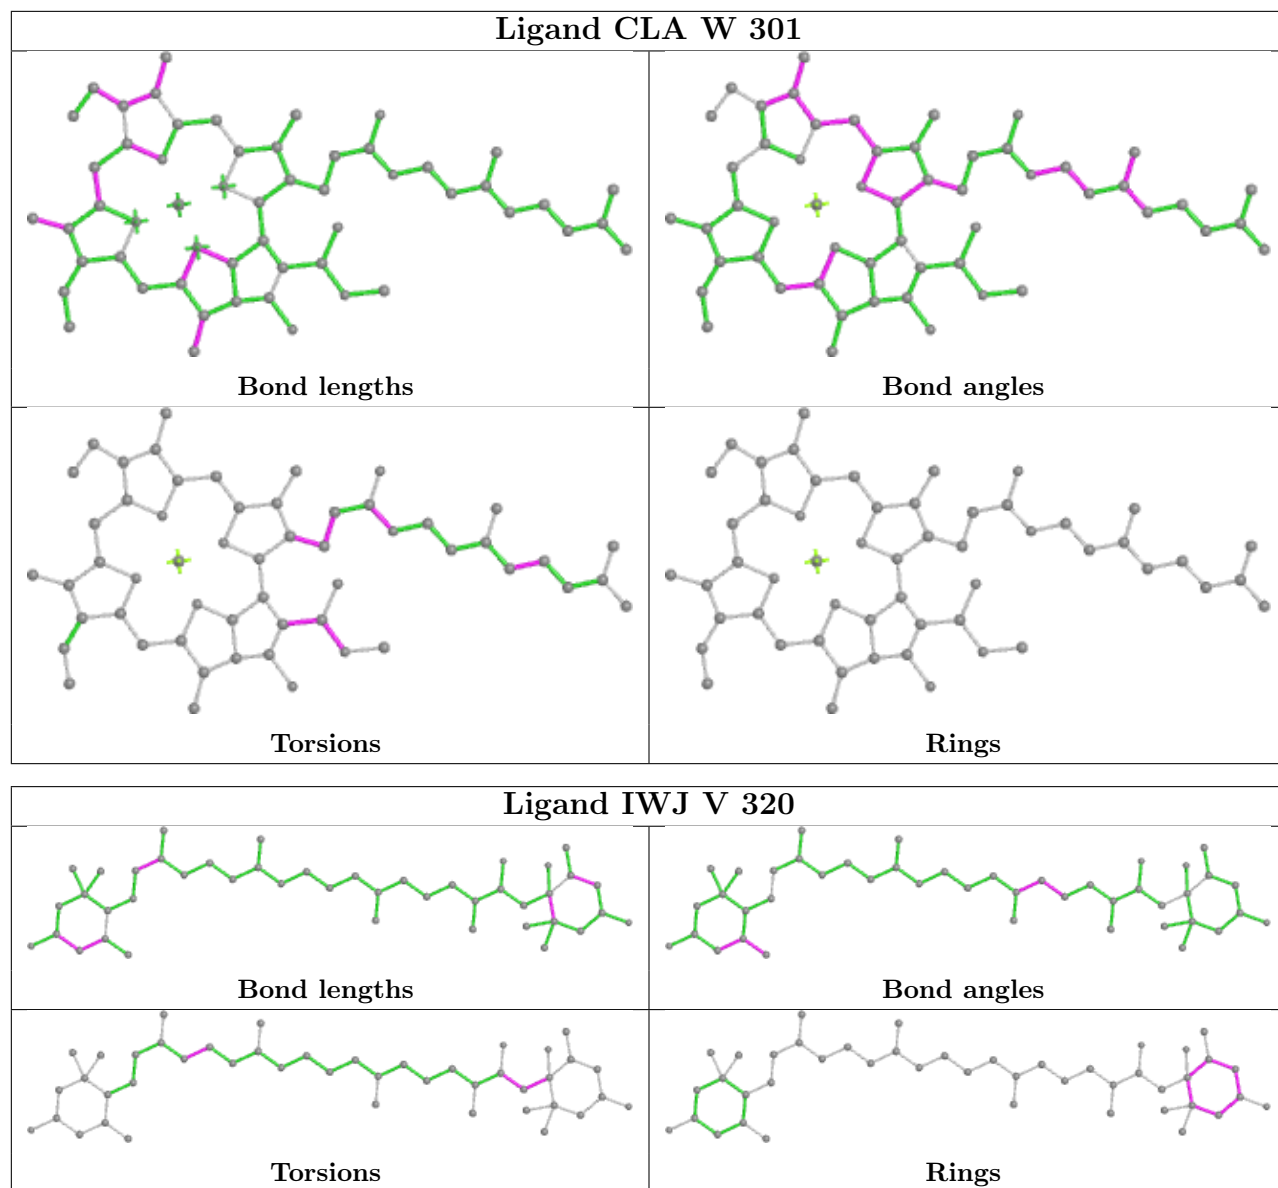 Ligand CLA W 301
Bond lengths
Bond angles
Torsions
Rings
Ligand IWJ V 320
Bond lengths
Bond angles
Torsions
Rings